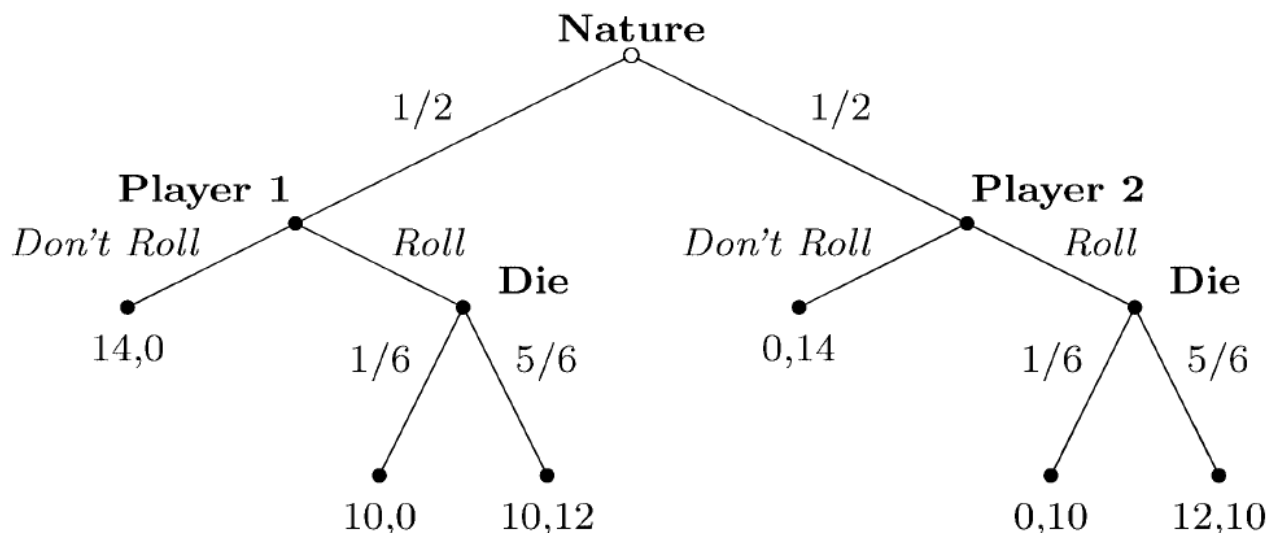 Nature
1/2 1/2
Player 1 Player 2
Don't Roll Roll Don't Roll Roll
Die Die
14,0 1/6 5/6 0,14 1/6 5/6
10,0 10,12 0,10 12,10